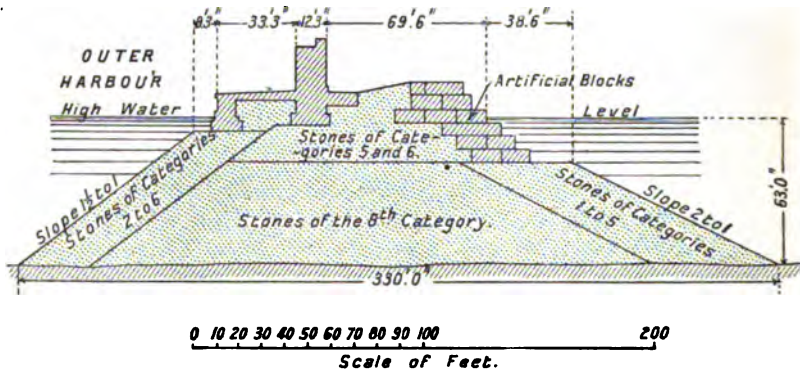 8'.3"
33'.3"
12'.3"
69'.6"
38'.6"
OUTER
HARBOUR
High Water
Level
Artificial Blocks
Stones of Cate-
-gories 5 and 6.
Slope 1½ to 1
Stones of Categories
2 to 6
Stones of the 8th Category.
Stones of Categories
1 to 5
Slope 2 to 1
63'.0"
330'.0"
0 10 20 30 40 50 60 70 80 90 100 200
Scale of Feet.